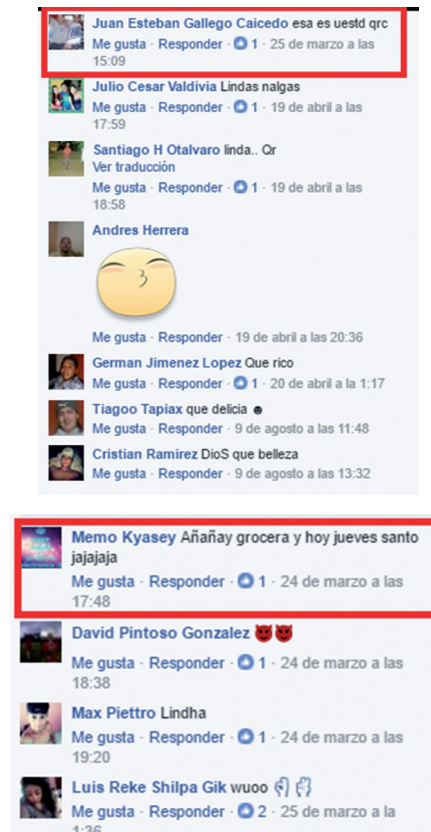 Juan Esteban Gallego Caicedo esa es uestd qrc
Me gusta · Responder · 1 · 25 de marzo a las
15:09
Julio Cesar Valdivia Lindas nalgas
Me gusta · Responder · 1 · 19 de abril a las
17:59
Santiago H Otalvaro linda.. Qr
Ver traducción
Me gusta · Responder · 1 · 19 de abril a las
18:58
Andres Herrera
Me gusta · Responder · 19 de abril a las 20:36
German Jimenez Lopez Que rico
Me gusta · Responder · 1 · 20 de abril a la 1:17
Tiagoo Tapiax que delicia ☻
Me gusta · Responder · 9 de agosto a las 11:48
Cristian Ramirez DioS que belleza
Me gusta · Responder · 9 de agosto a las 13:32
Memo Kyasey Añañay grocera y hoy jueves santo
jajajaja
Me gusta · Responder · 1 · 24 de marzo a las
17:48
David Pintoso Gonzalez 😈😈
Me gusta · Responder · 1 · 24 de marzo a las
18:38
Max Piettro Lindha
Me gusta · Responder · 1 · 24 de marzo a las
19:20
Luis Reke Shilpa Gik wuoo
Me gusta · Responder · 2 · 25 de marzo a la
1:36